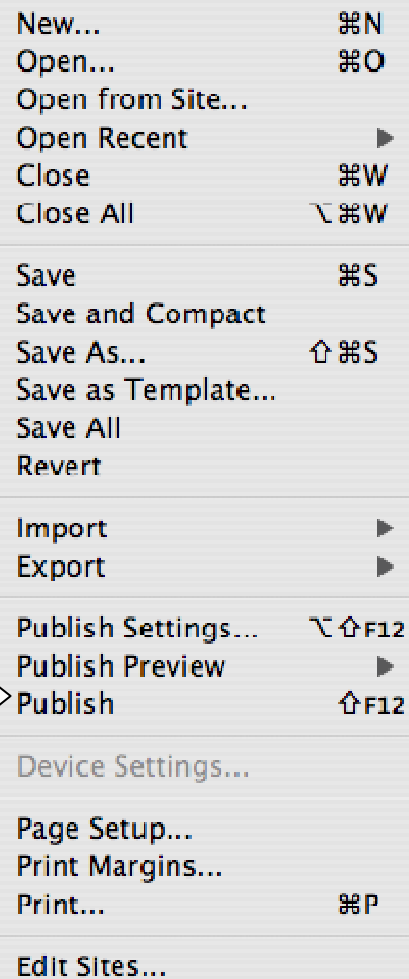 New... ⌘N
Open... ⌘O
Open from Site...
Open Recent ▶
Close ⌘W
Close All ⌥⌘W
Save ⌘S
Save and Compact
Save As... ⇧⌘S
Save as Template...
Save All
Revert
Import ▶
Export ▶
Publish Settings... ⌥⇧F12
Publish Preview ▶
Publish ⇧F12
Device Settings...
Page Setup...
Print Margins...
Print... ⌘P
Edit Sites...